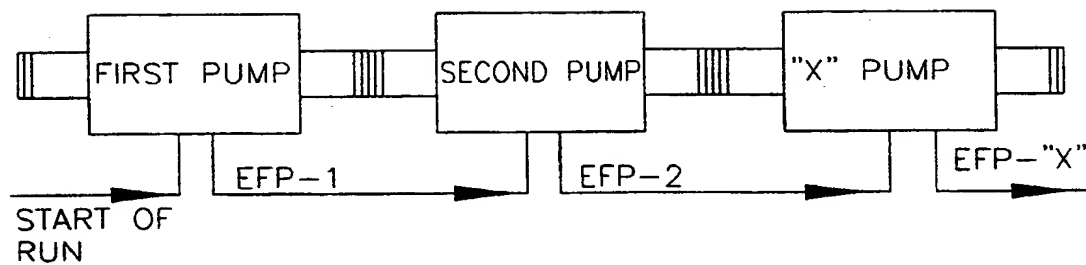 FIRST PUMP
SECOND PUMP
"X" PUMP
EFP-1
EFP-2
EFP-"X"
START OF
RUN